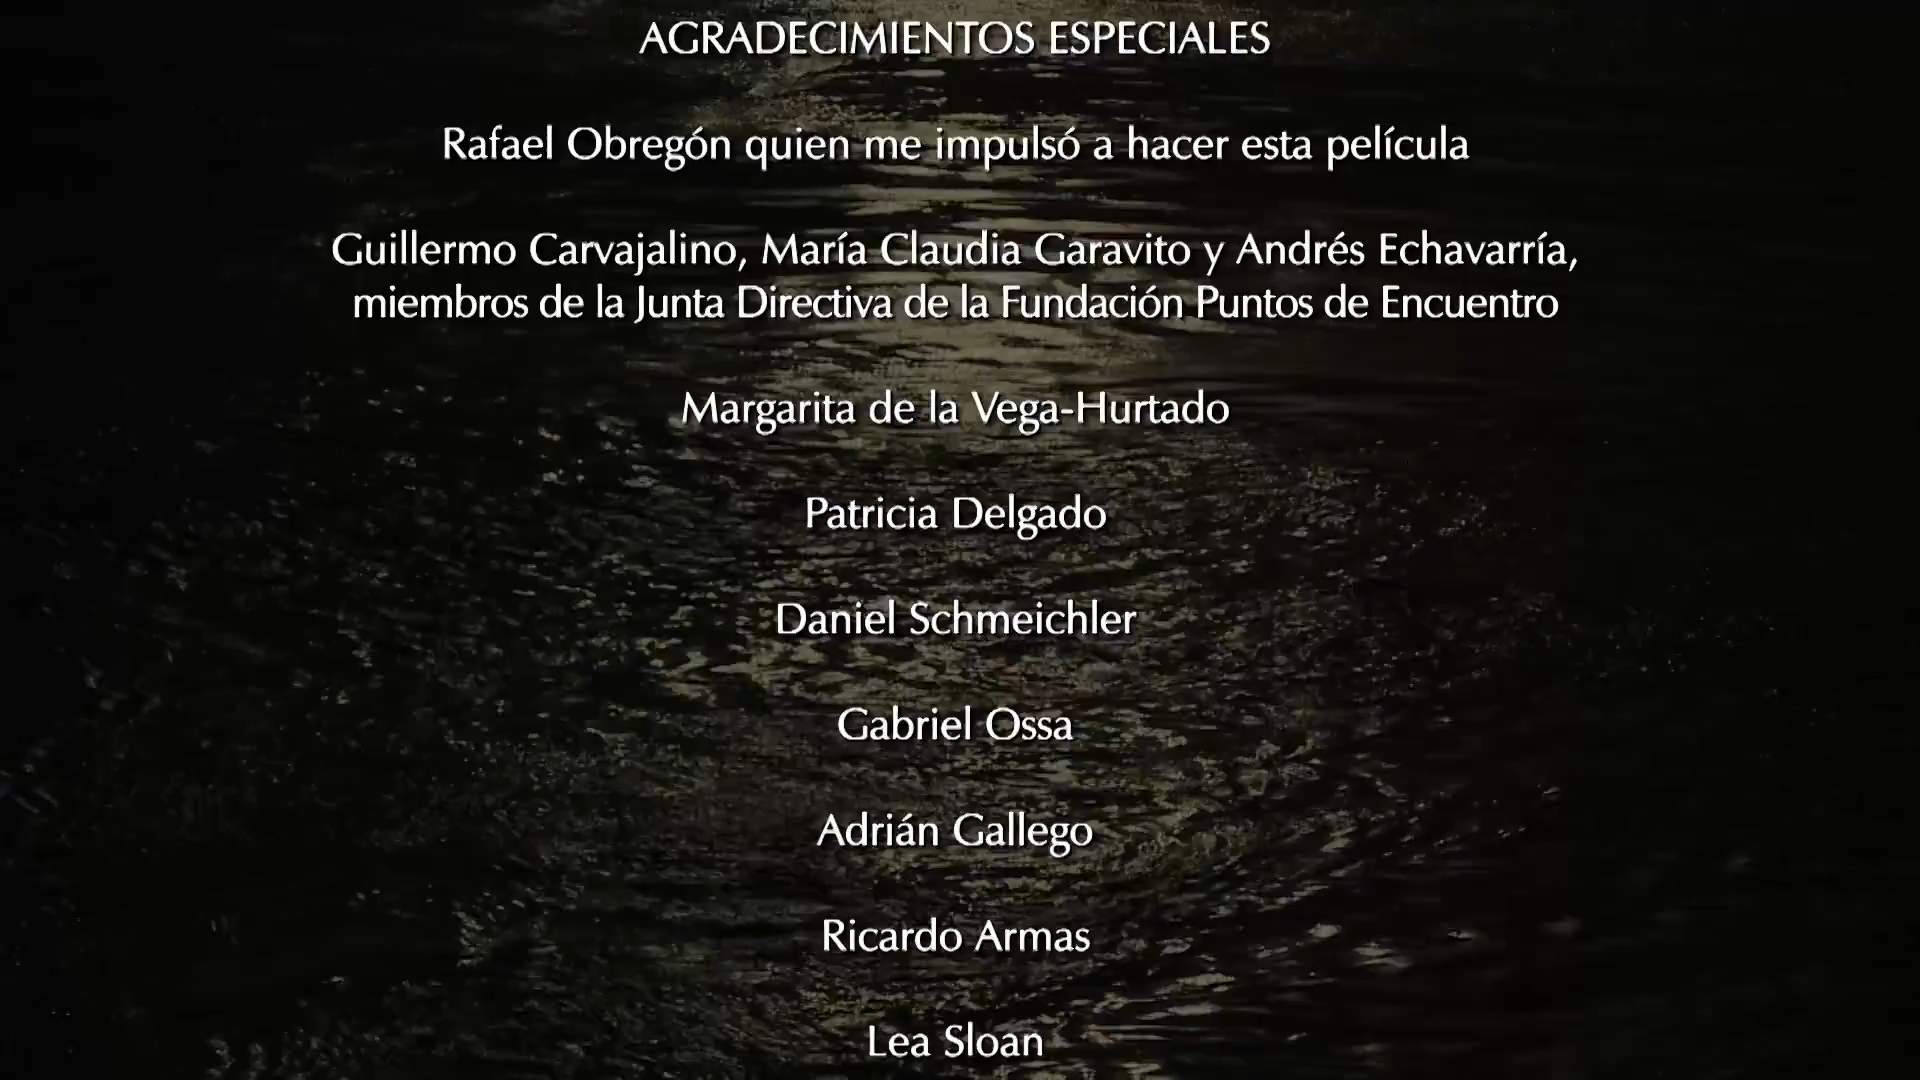 AGRADECIMIENTOS ESPECIALES
Rafael Obregón quien me impulsó a hacer esta película
Guillermo Carvajalino, María Claudia Garavito y Andrés Echavarría,
miembros de la Junta Directiva de la Fundación Puntos de Encuentro
Margarita de la Vega-Hurtado
Patricia Delgado
Daniel Schmeichler
Gabriel Ossa
Adrián Gallego
Ricardo Armas
Lea Sloan